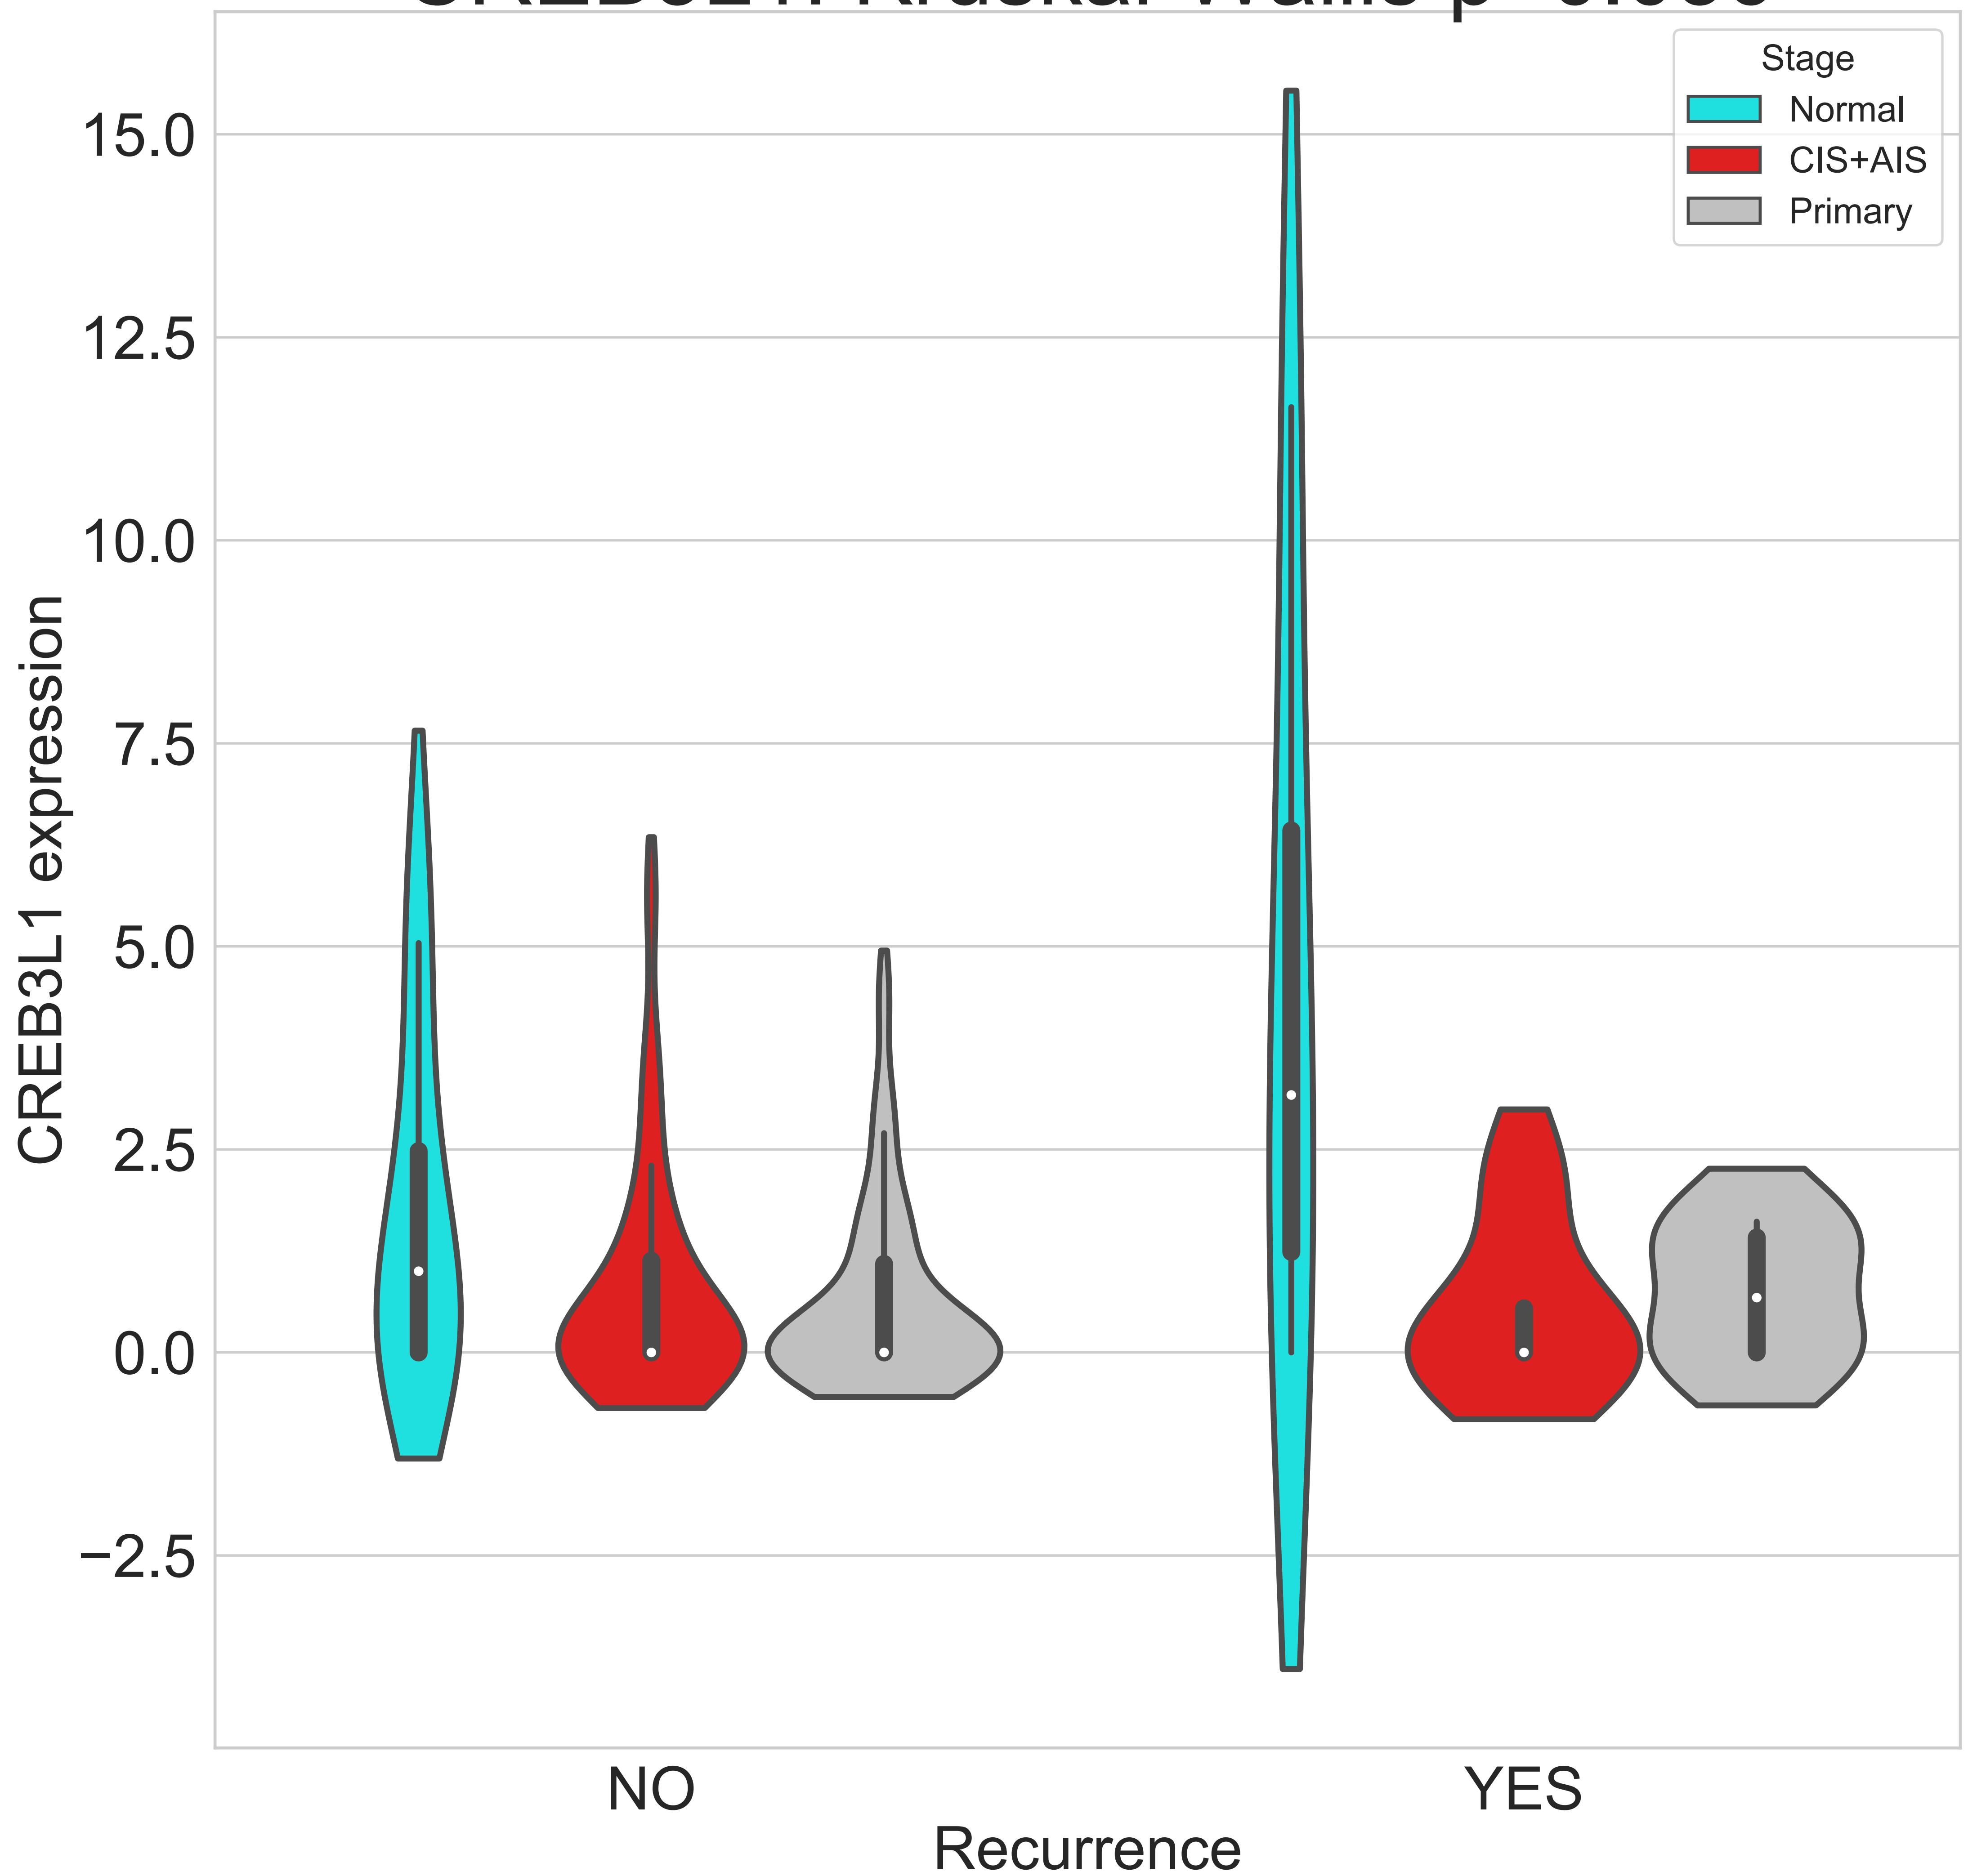 Stage
Normal
CIS+AIS
Primary
15.0
12.5
10.0
7.5
5.0
2.5
0.0
−2.5
CREB3L1 expression
NO
YES
Recurrence